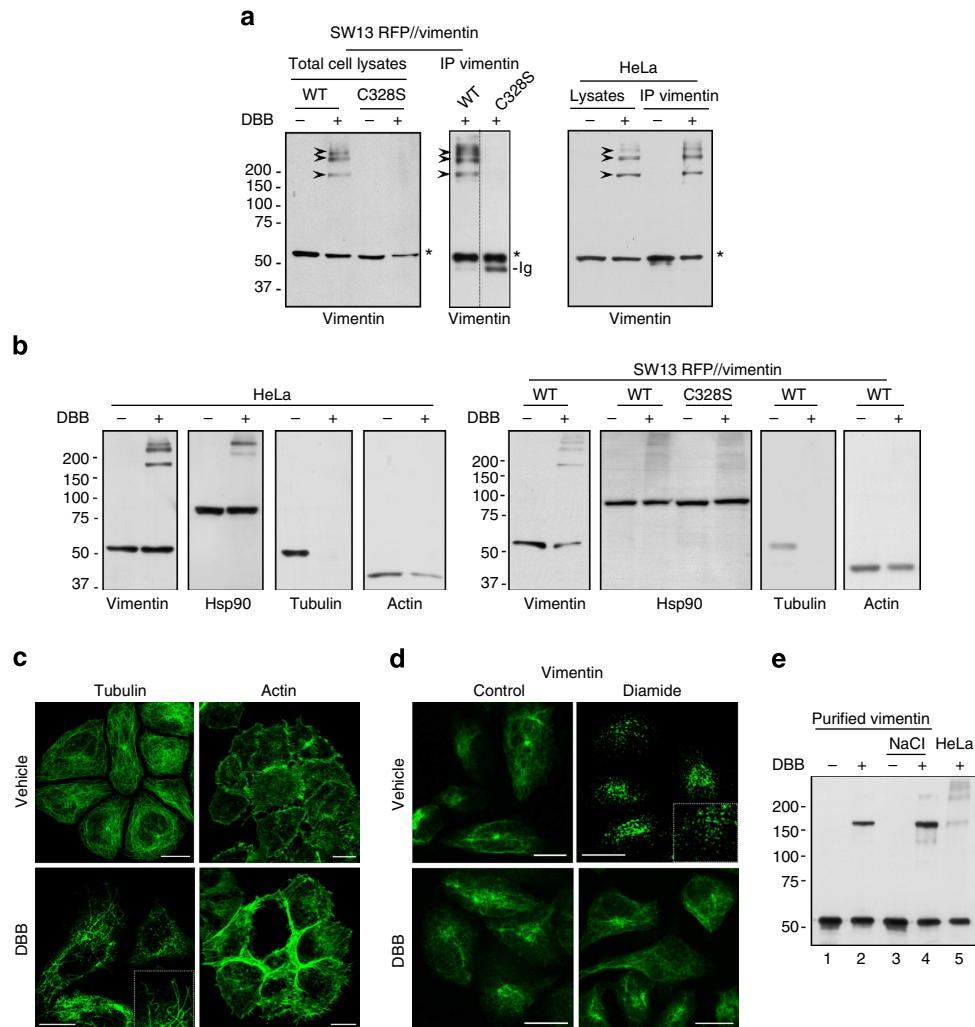 a
SW13 RFP//vimentin
Total cell lysates IP vimentin HeLa
WT C328S WT C328S Lysates IP vimentin
DBB – + – + + + – + – +
200 -
150 -
100 -
75 -
50 -
37 -
*
*
-Ig
*
Vimentin Vimentin Vimentin
b
SW13 RFP//vimentin
HeLa WT WT C328S WT WT
DBB – + – + – + – + DBB – + – + – + – + – +
200 - 200 -
150 - 150 -
100 - 100 -
75 - 75 -
50 - 50 -
37 - 37 -
Vimentin Hsp90 Tubulin Actin Vimentin Hsp90 Tubulin Actin
c
Tubulin Actin
Vehicle
DBB
d
Vimentin
Control Diamide
Vehicle
DBB
e
Purified vimentin
NaCl HeLa
DBB – + – + +
200 -
150 -
100 -
75 -
50 -
1 2 3 4 5